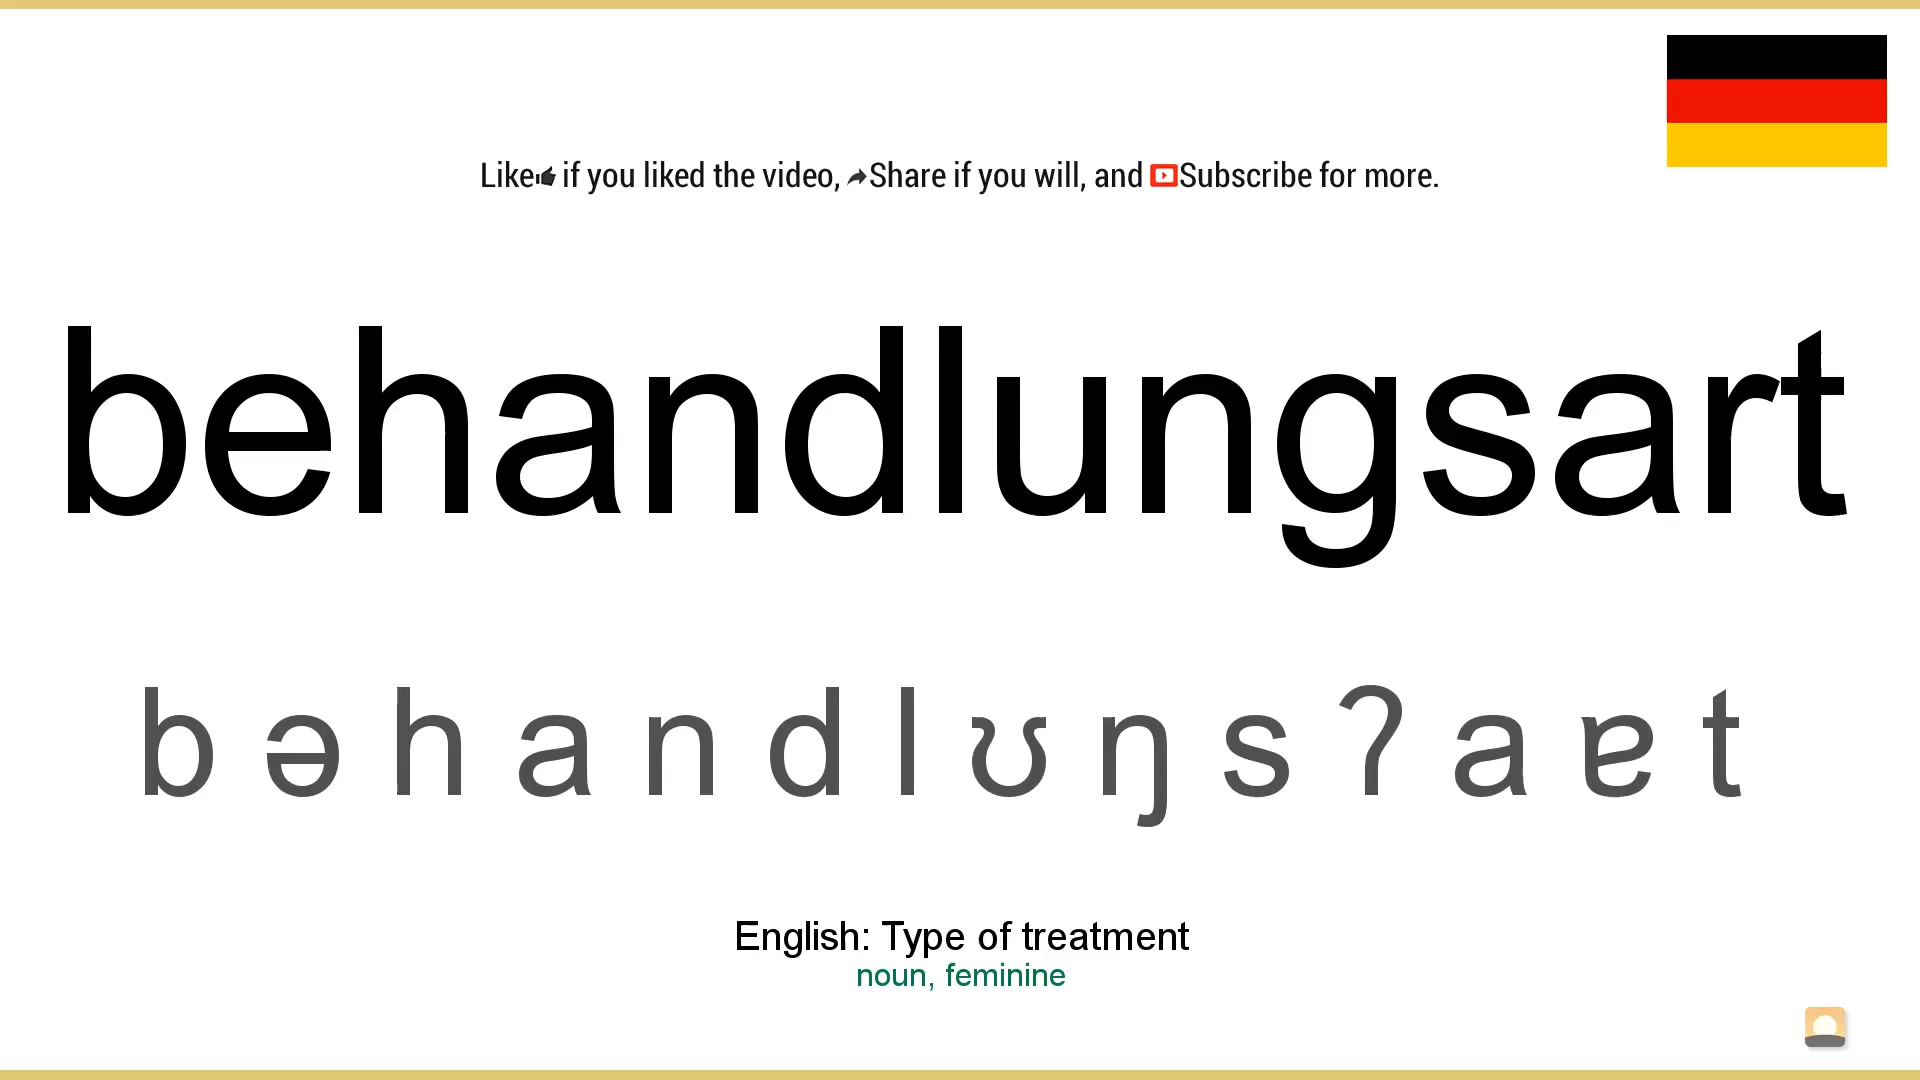 Like if you liked the video, Share if you will, and Subscribe for more.
behandlungsart
b ə h a n d l ʊ ŋ s ʔ a ɐ t
English: Type of treatment
noun, feminine